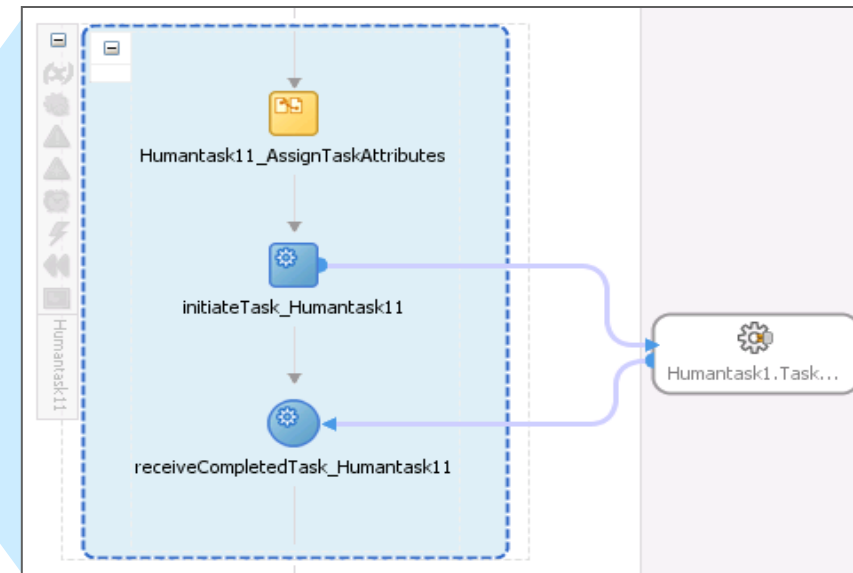 Humantask11_AssignTaskAttributes
initiateTask_Humantask11
Humantask1.Task...
Humantask11
receiveCompletedTask_Humantask11